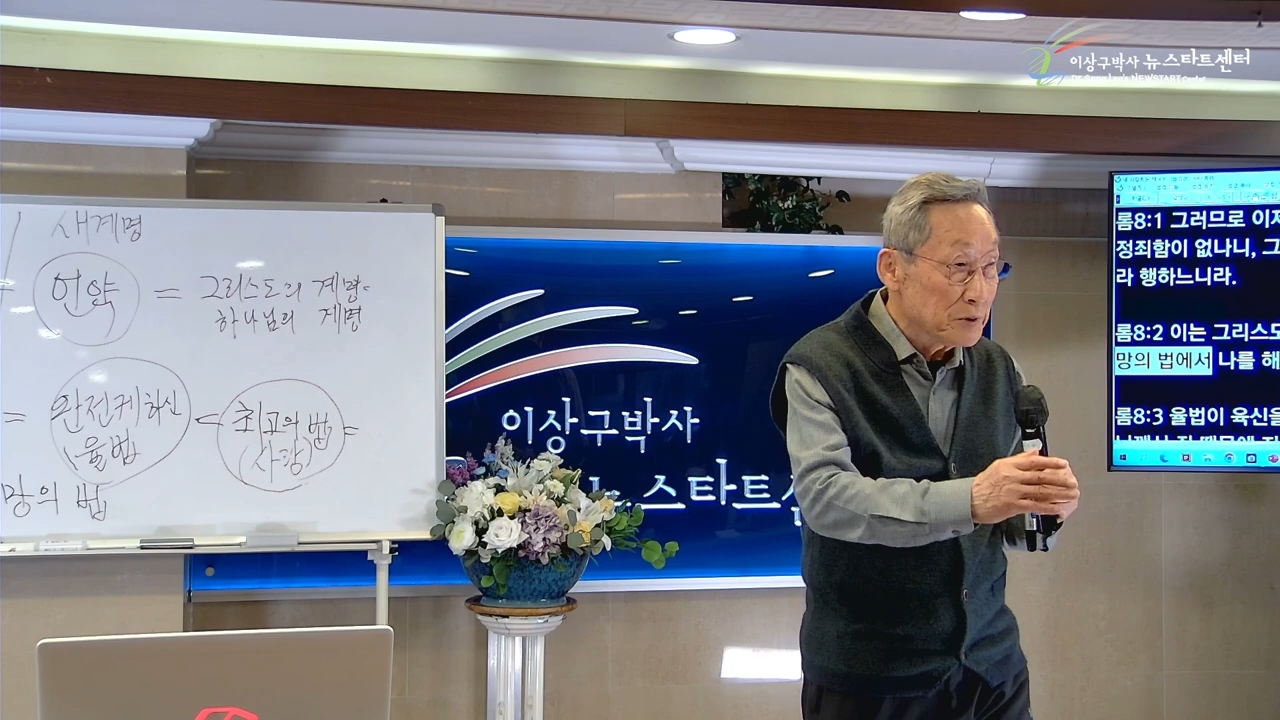 이상구박사 뉴스타트센터
새계명
언약 = 그리스도의 계명=
하나님의 계명
= 완전케하신 < 최고의 법 =
(율법 (사랑)
망의 법
이상구박사
뉴 스타트센
롬8:1 그러므로 이제
정죄함이 없나니, 그
라 행하느니라.
롬8:2 이는 그리스도
망의 법에서 나를 해
롬8:3 율법이 육신을